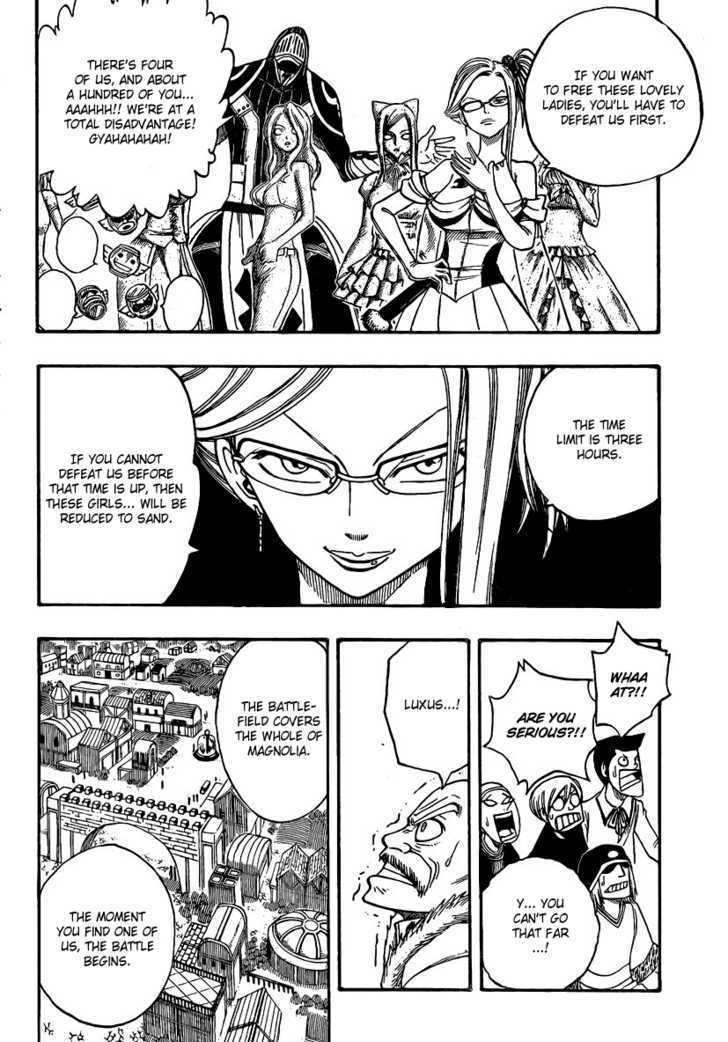 IF YOU WANT
TO FREE THESE LOVELY
LADIES, YOU'LL HAVE TO
DEFEAT US FIRST.
THERE'S FOUR
OF US, AND ABOUT
A HUNDRED OF YOU...
AAAHHH!! WE'RE AT A
TOTAL DISADVANTAGE!
GYAHAHAHAH!
THE TIME
LIMIT IS THREE
HOURS.
IF YOU CANNOT
DEFEAT US BEFORE
THAT TIME IS UP, THEN
THESE GIRLS... WILL BE
REDUCED TO SAND.
WHAA
AT?!!
ARE YOU
SERIOUS?!!
Y... YOU
CAN'T GO
THAT FAR
...!
LUXUS...!
THE BATTLE-
FIELD COVERS
THE WHOLE OF
MAGNOLIA.
THE MOMENT
YOU FIND ONE OF
US, THE BATTLE
BEGINS.